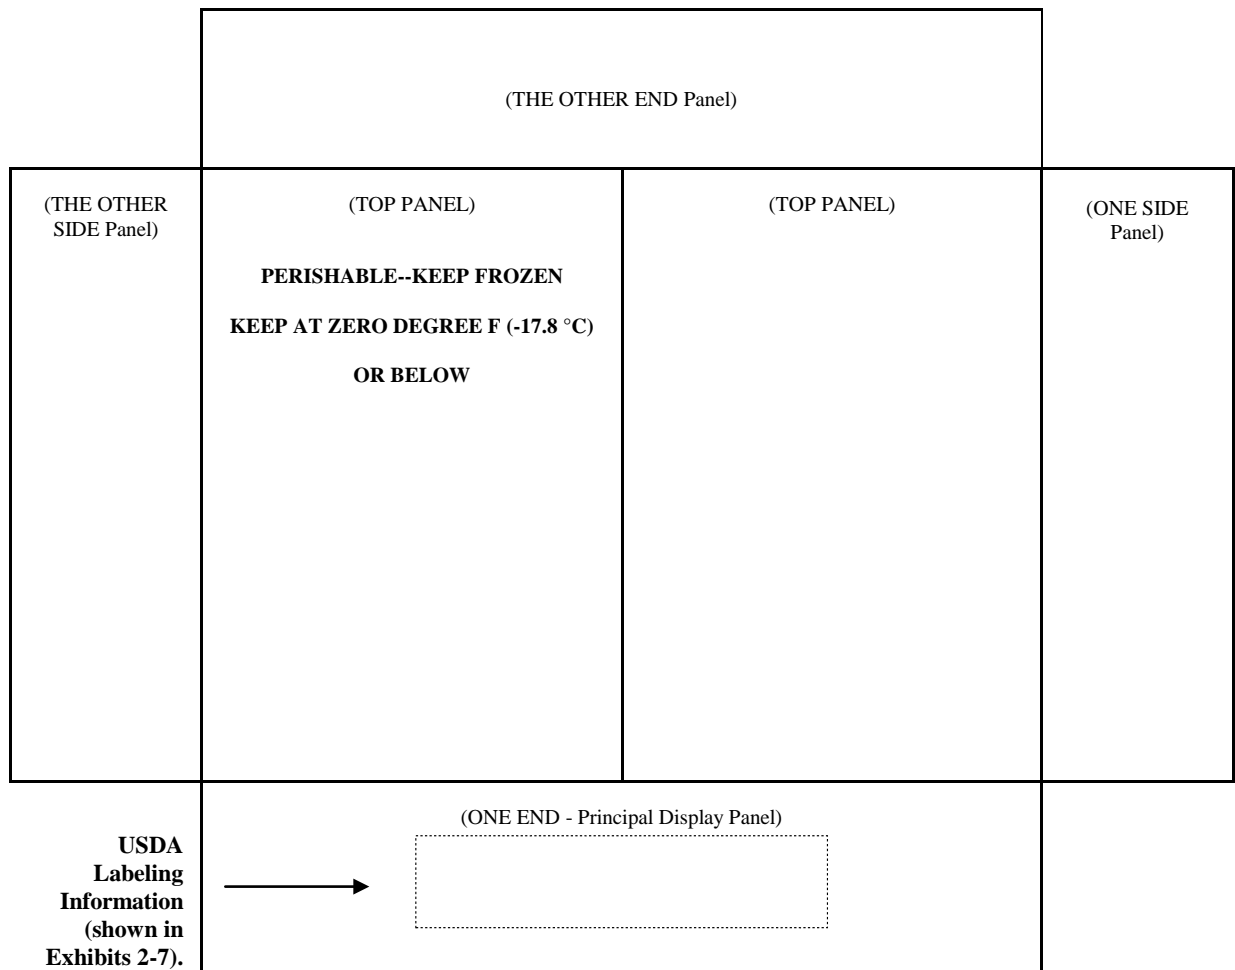 (THE OTHER END Panel)
(THE OTHER
SIDE Panel)
(TOP PANEL)
PERISHABLE--KEEP FROZEN
KEEP AT ZERO DEGREE F (-17.8 °C)
OR BELOW
(TOP PANEL)
(ONE SIDE
Panel)
(ONE END - Principal Display Panel)
USDA
Labeling
Information
(shown in
Exhibits 2-7).